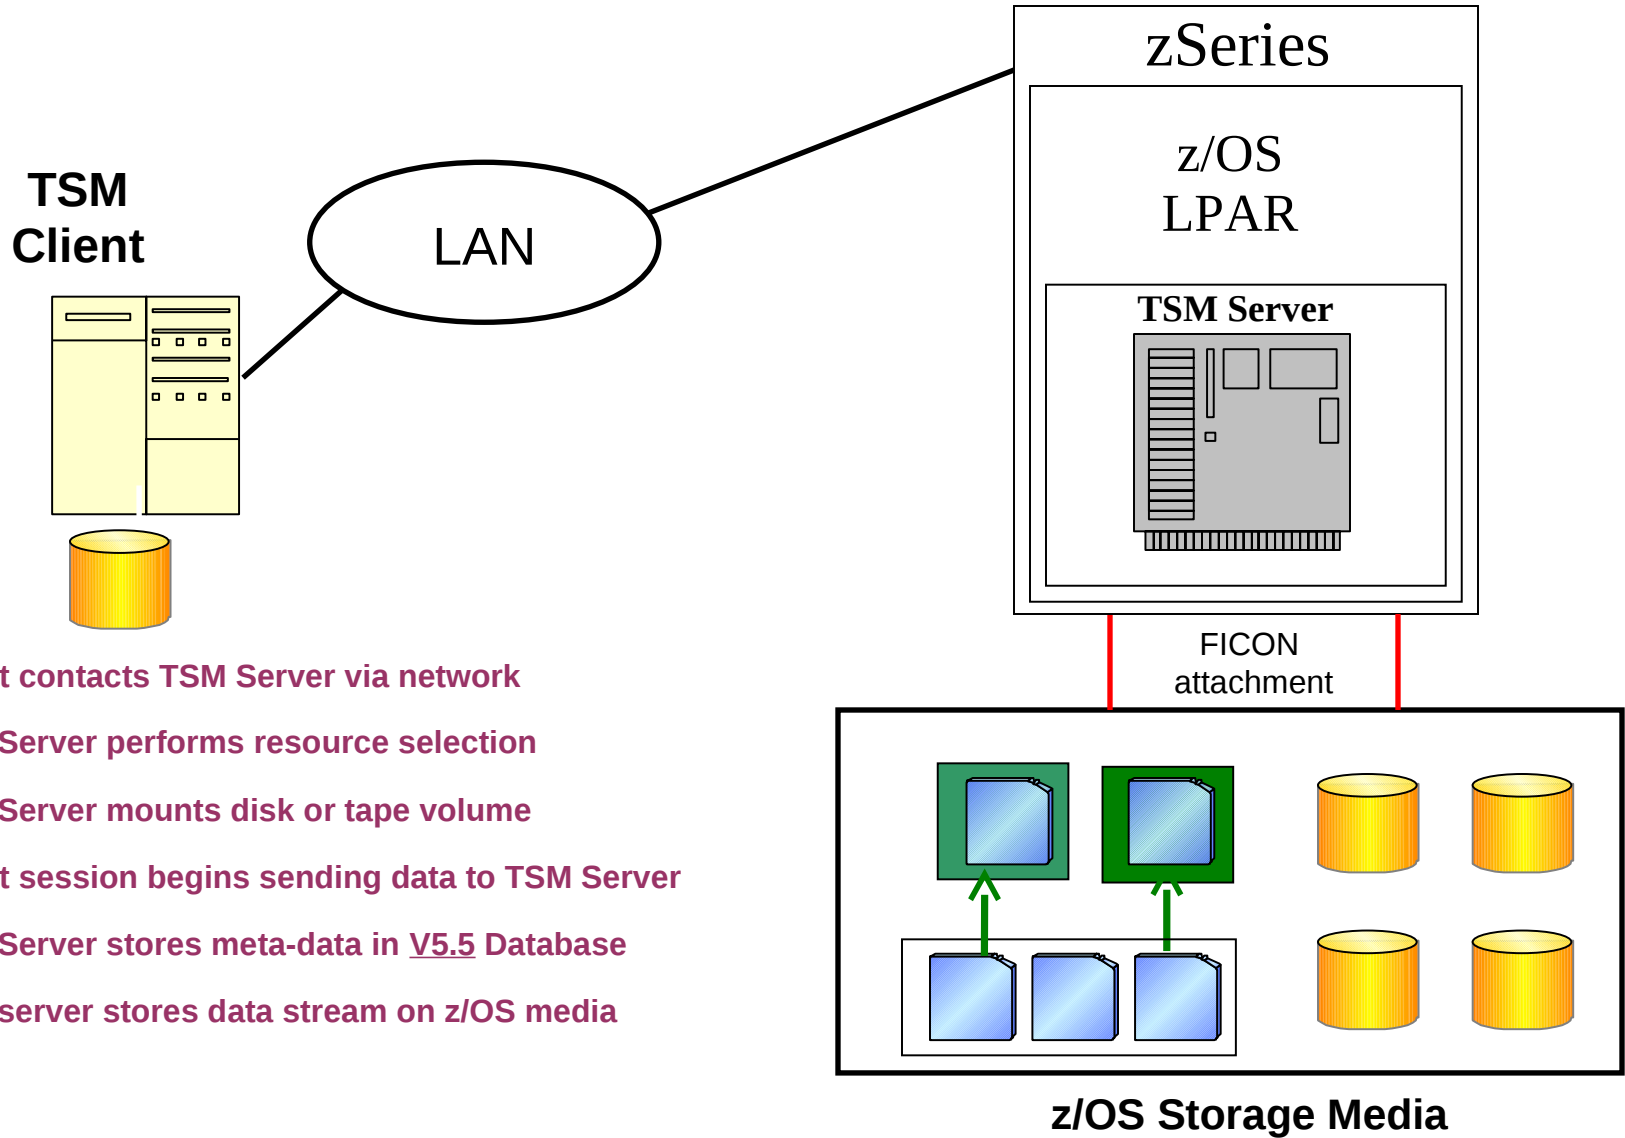 zSeries
z/OS
LPAR
TSM
Client
LAN
TSM Server
FICON
attachment
t contacts TSM Server via network
Server performs resource selection
Server mounts disk or tape volume
t session begins sending data to TSM Server
Server stores meta-data in V5.5 Database
server stores data stream on z/OS media
z/OS Storage Media